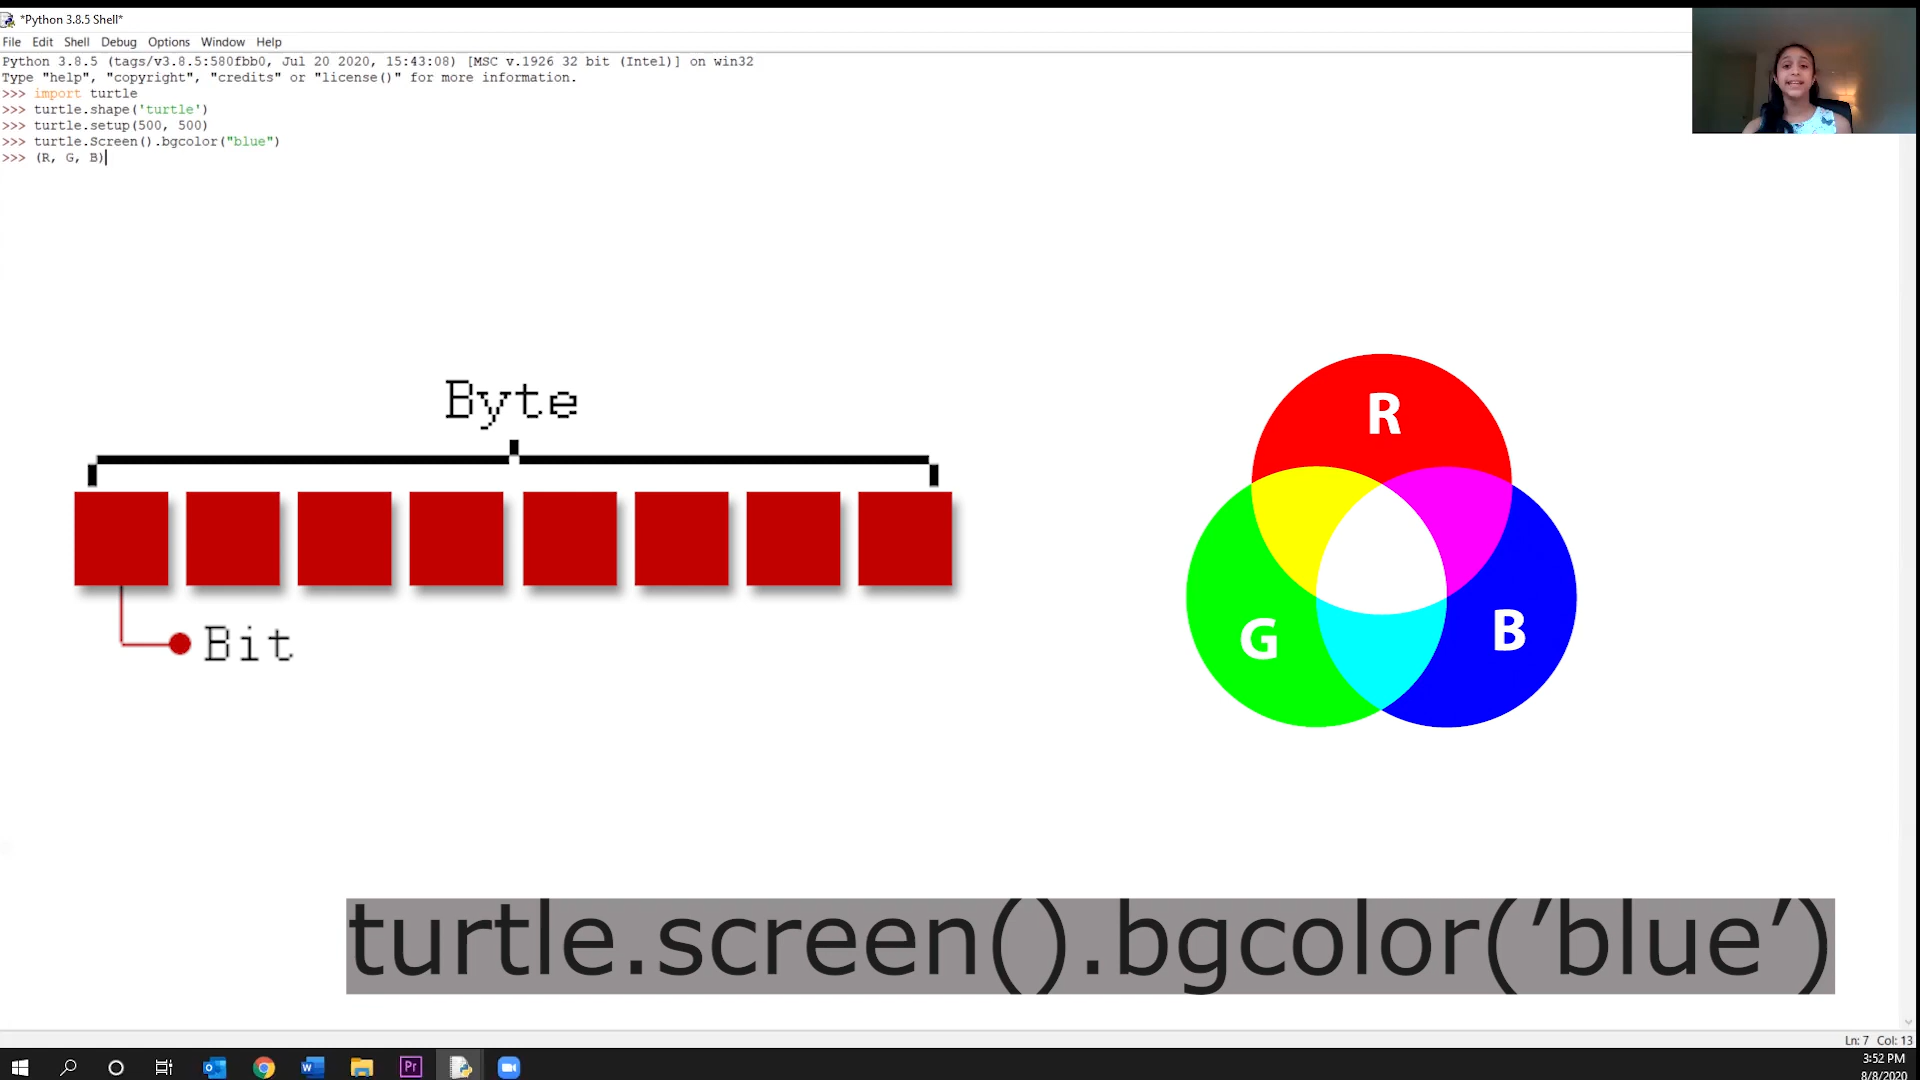 *Python 3.8.5 Shell*
File Edit Shell Debug Options Window Help
Python 3.8.5 (tags/v3.8.5:580fbb0, Jul 20 2020, 15:43:08) [MSC v.1926 32 bit (Intel)] on win32
Type "help", "copyright", "credits" or "license()" for more information.
>>> import turtle
>>> turtle.shape('turtle')
>>> turtle.setup(500, 500)
>>> turtle.Screen().bgcolor("blue")
>>> (R, G, B)
Byte
Bit
R
G
B
turtle.screen().bgcolor('blue')
Ln: 7 Col: 13
Pr
3:52 PM
8/8/2020